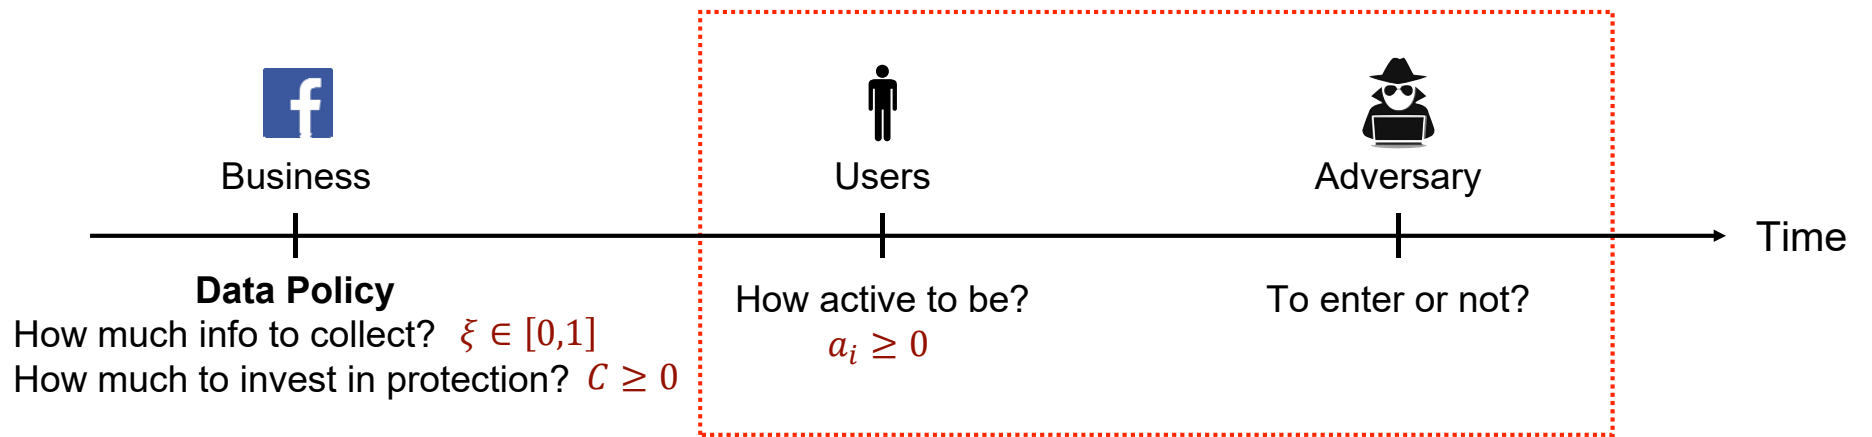 f
Business
Users
Adversary
Time
Data Policy
How much info to collect? ξ ∈ [0,1]
How much to invest in protection? C ≥ 0
How active to be?
a_i ≥ 0
To enter or not?